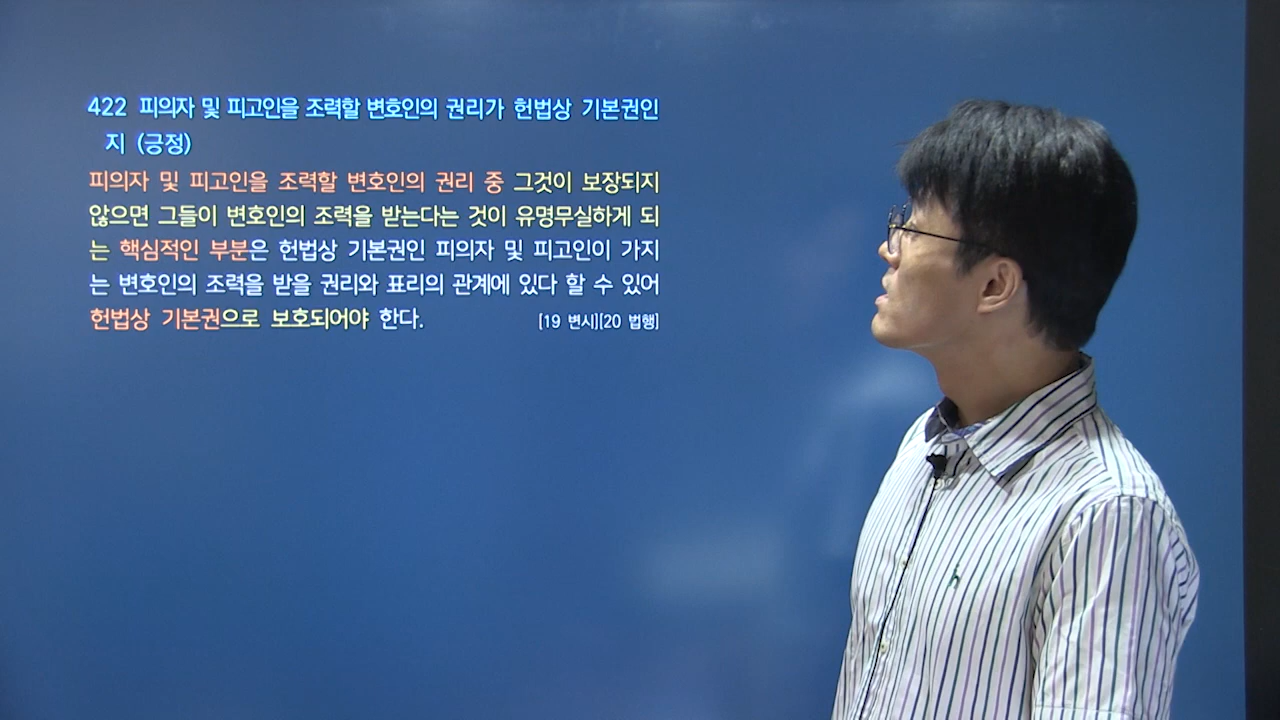 422 피의자 및 피고인을 조력할 변호인의 권리가 헌법상 기본권인
지 (긍정)
피의자 및 피고인을 조력할 변호인의 권리 중 그것이 보장되지
않으면 그들이 변호인의 조력을 받는다는 것이 유명무실하게 되
는 핵심적인 부분은 헌법상 기본권인 피의자 및 피고인이 가지
는 변호인의 조력을 받을 권리와 표리의 관계에 있다 할 수 있어
헌법상 기본권으로 보호되어야 한다. [19 변시][20 법행]